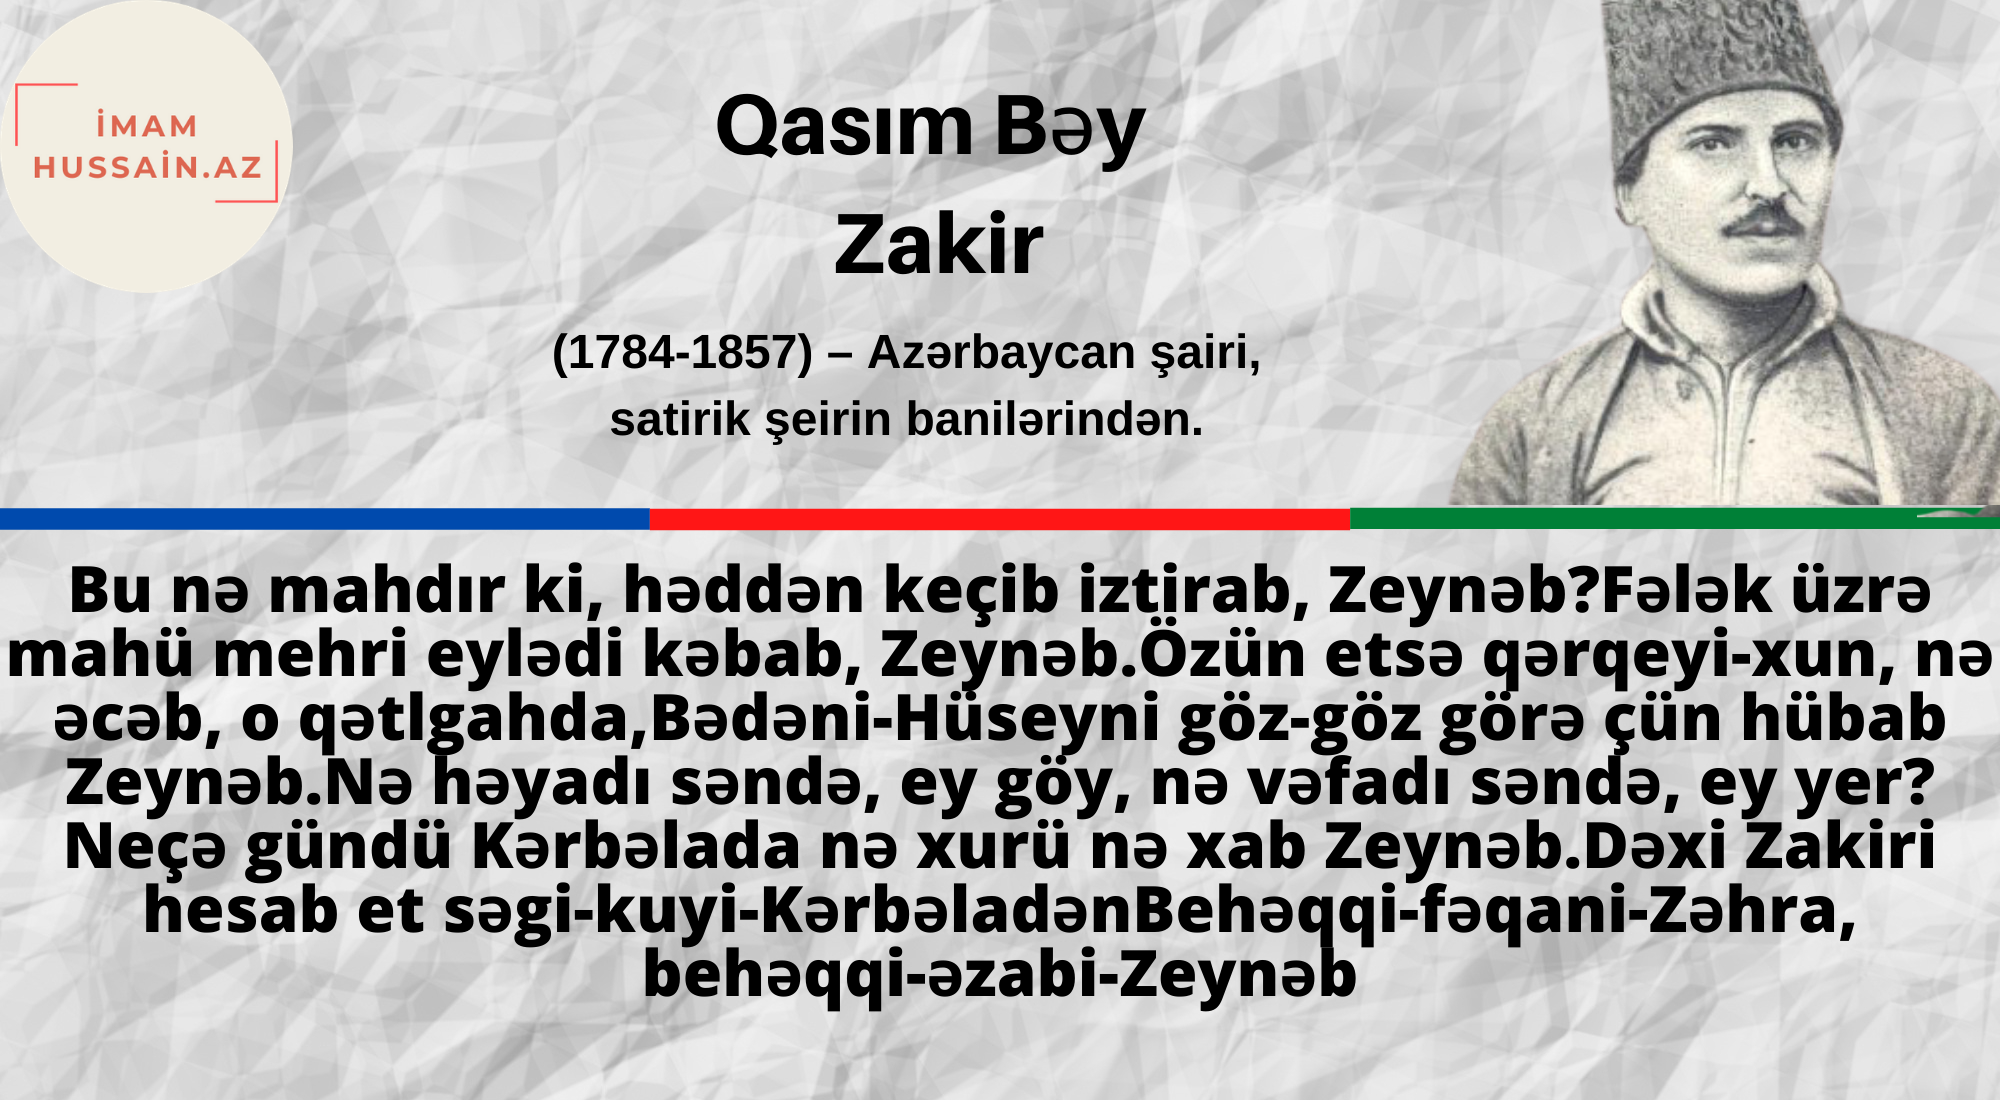 İMAM
HUSSAİN.AZ
Qasım Bəy
Zakir
(1784-1857) – Azərbaycan şairi,
satirik şeirin banilərindən.
Bu nə mahdır ki, həddən keçib iztirab, Zeynəb?Fələk üzrə
mahü mehri eylədi kəbab, Zeynəb.Özün etsə qərqeyi-xun, nə
əcəb, o qətlgahda,Bədəni-Hüseyni göz-göz görə çün hübab
Zeynəb.Nə həyadı səndə, ey göy, nə vəfadı səndə, ey yer?
Neçə gündü Kərbəlada nə xurü nə xab Zeynəb.Dəxi Zakiri
hesab et səgi-kuyi-KərbəladənBehəqqi-fəqani-Zəhra,
behəqqi-əzabi-Zeynəb